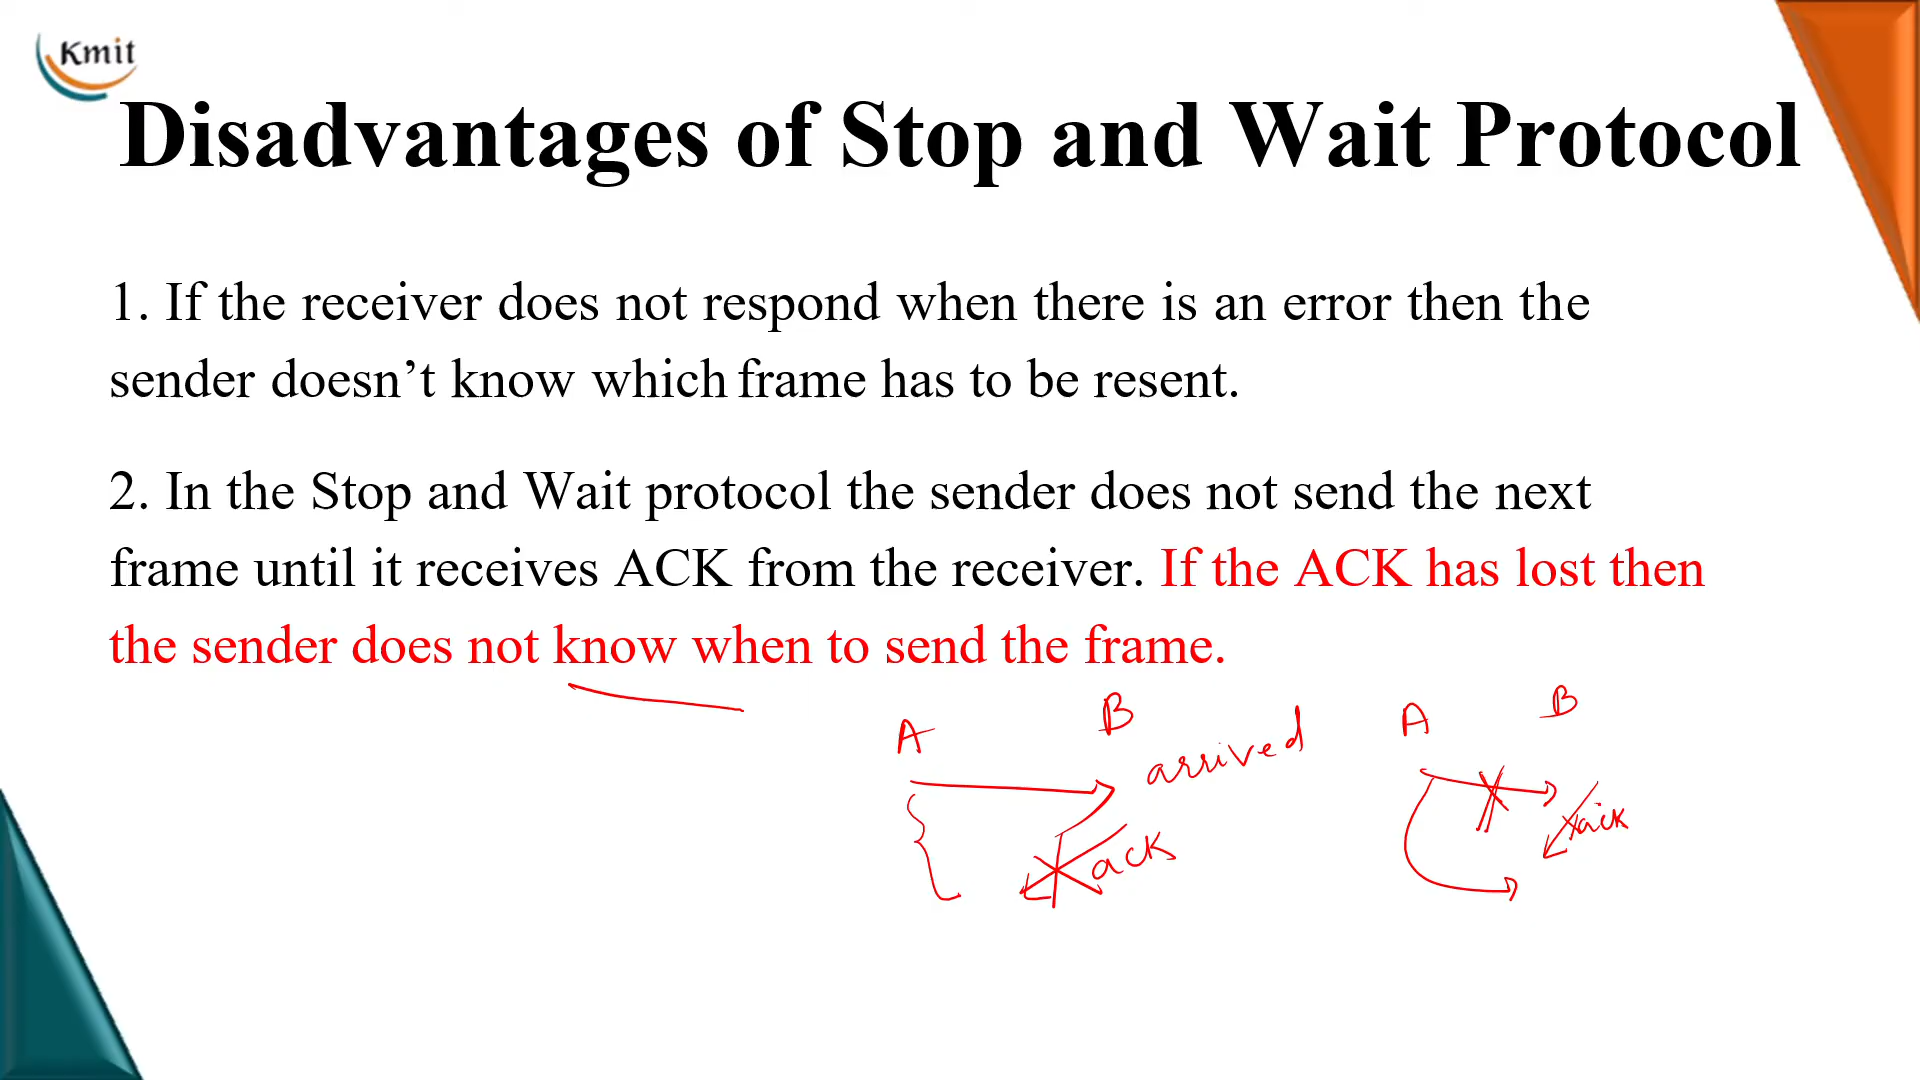 Kmit
Disadvantages of Stop and Wait Protocol
1. If the receiver does not respond when there is an error then the
sender doesn’t know which frame has to be resent.
2. In the Stop and Wait protocol the sender does not send the next
frame until it receives ACK from the receiver. If the ACK has lost then
the sender does not know when to send the frame.
A B
arrived
ack
A B
ack